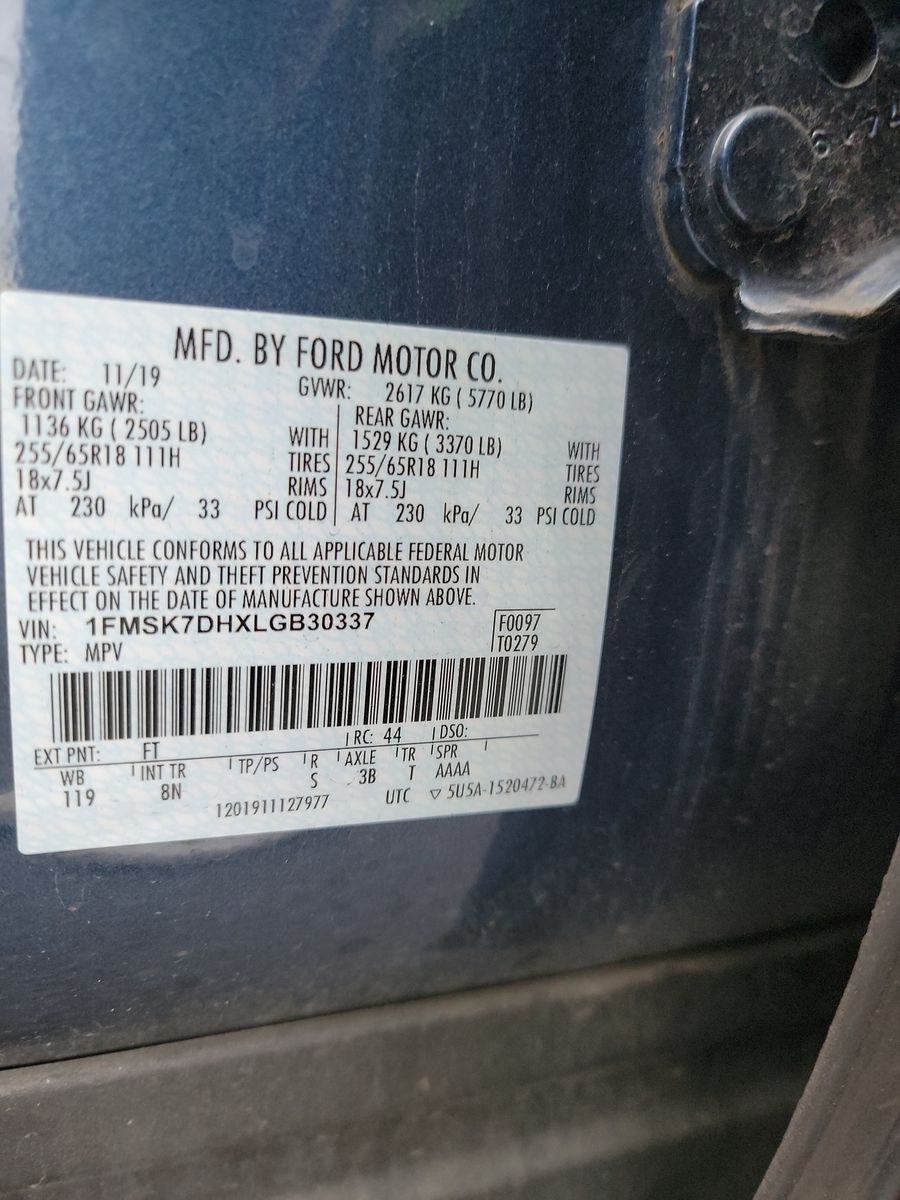 MFD. BY FORD MOTOR CO.
DATE: 11/19
GVWR: 2617 KG ( 5770 LB)
FRONT GAWR:
1136 KG ( 2505 LB) WITH
255/65R18 111H TIRES
18x7.5J RIMS
AT 230 kPa/ 33 PSI COLD
REAR GAWR:
1529 KG ( 3370 LB) WITH
255/65R18 111H TIRES
18x7.5J RIMS
AT 230 kPa/ 33 PSI COLD
THIS VEHICLE CONFORMS TO ALL APPLICABLE FEDERAL MOTOR
VEHICLE SAFETY AND THEFT PREVENTION STANDARDS IN
EFFECT ON THE DATE OF MANUFACTURE SHOWN ABOVE.
VIN: 1FMSK7DHXLGB30337
TYPE: MPV
F0097
T0279
EXT PNT: FT RC: 44 DSO:
WB INT TR TP/PS R AXLE TR SPR
119 8N S 3B T AAAA
1201911127977 UTC ▽ 5U5A-1520472-BA